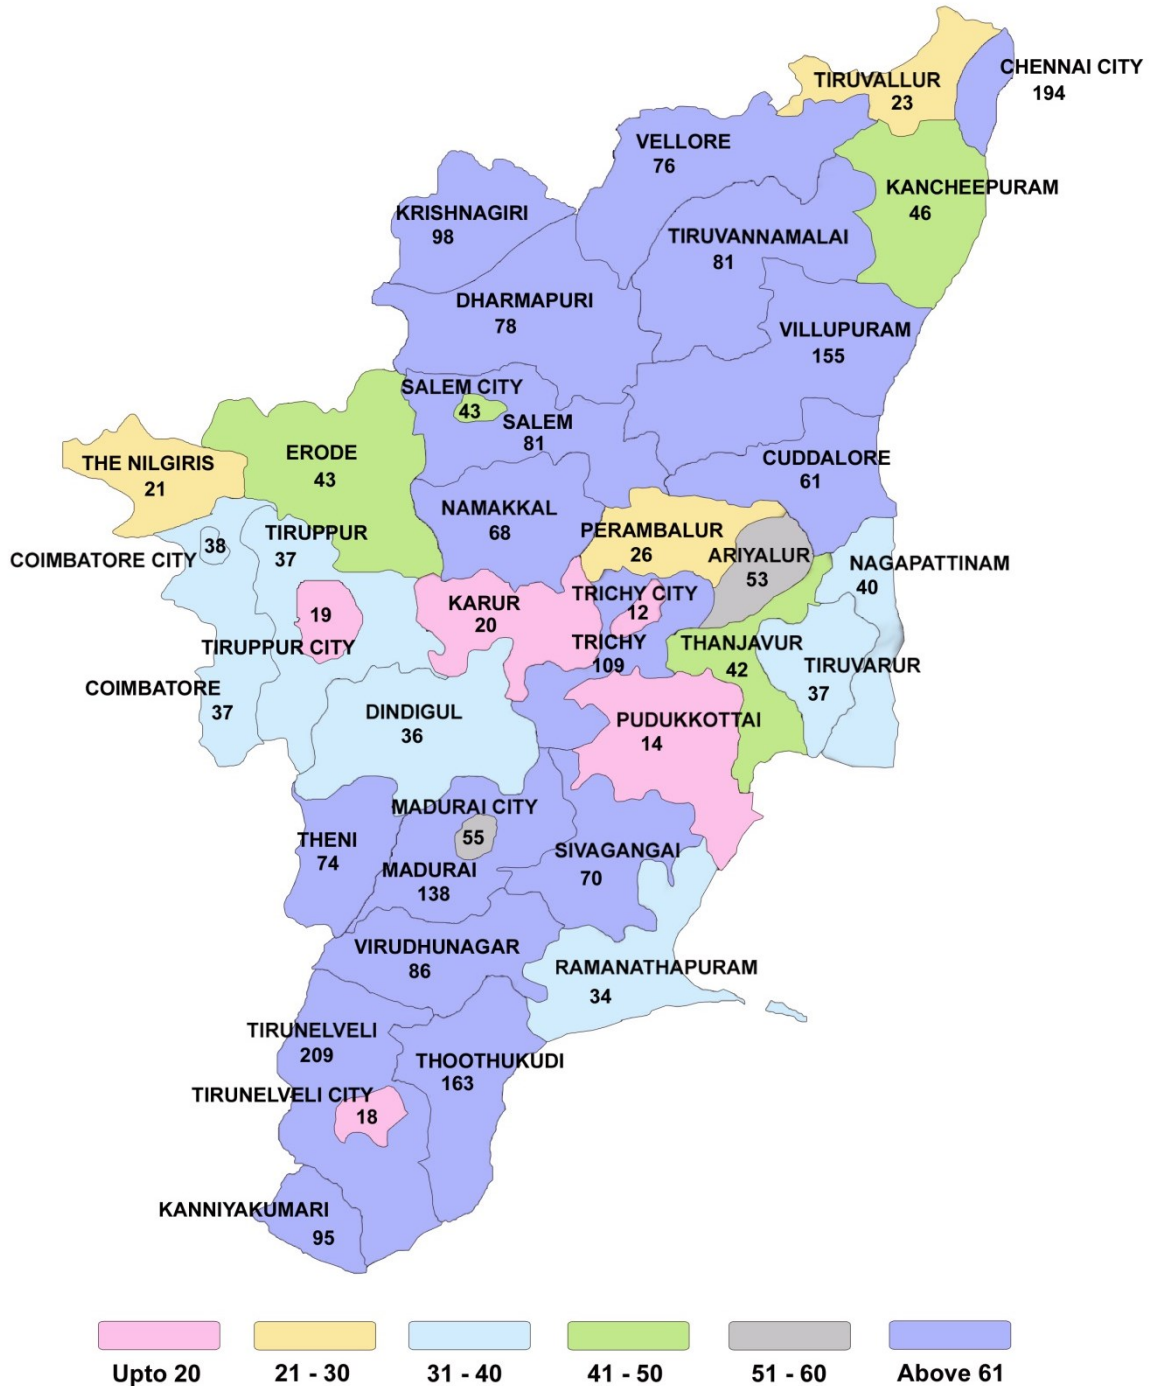 TIRUVALLUR
23
CHENNAI CITY
194
VELLORE
76
KANCHEEPURAM
46
KRISHNAGIRI
98
TIRUVANNAMALAI
81
DHARMAPURI
78
VILLUPURAM
155
SALEM CITY
43
SALEM
81
ERODE
43
THE NILGIRIS
21
CUDDALORE
61
NAMAKKAL
68
PERAMBALUR
26
ARIYALUR
53
TIRUPPUR
37
COIMBATORE CITY
38
NAGAPATTINAM
40
KARUR
20
TRICHY CITY
12
TRICHY
109
19
TIRUPPUR CITY
THANJAVUR
42
TIRUVARUR
37
COIMBATORE
37
DINDIGUL
36
PUDUKKOTTAI
14
MADURAI CITY
55
THENI
74
MADURAI
138
SIVAGANGAI
70
VIRUDHUNAGAR
86
RAMANATHAPURAM
34
TIRUNELVELI
209
THOOTHUKUDI
163
TIRUNELVELI CITY
18
KANNIYAKUMARI
95
Upto 20
21 - 30
31 - 40
41 - 50
51 - 60
Above 61